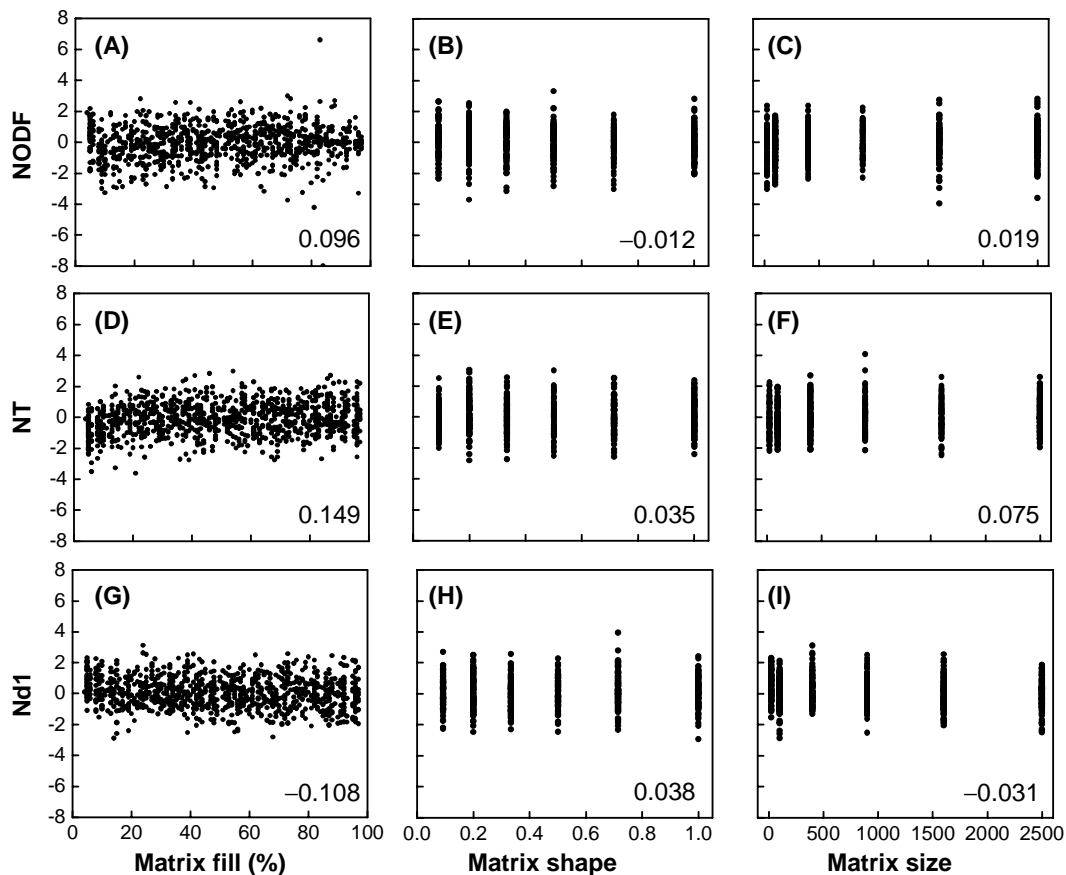 8
6
4
2
0
-2
-4
-6
-8
NODF
(A)
0.096
(B)
−0.012
(C)
0.019
8
6
4
2
0
-2
-4
-6
-8
NT
(D)
0.149
(E)
0.035
(F)
0.075
8
6
4
2
0
-2
-4
-6
-8
Nd1
(G)
−0.108
(H)
0.038
(I)
−0.031
0 20 40 60 80 100
0.0 0.2 0.4 0.6 0.8 1.0
0 500 1000 1500 2000 2500
Matrix fill (%)
Matrix shape
Matrix size